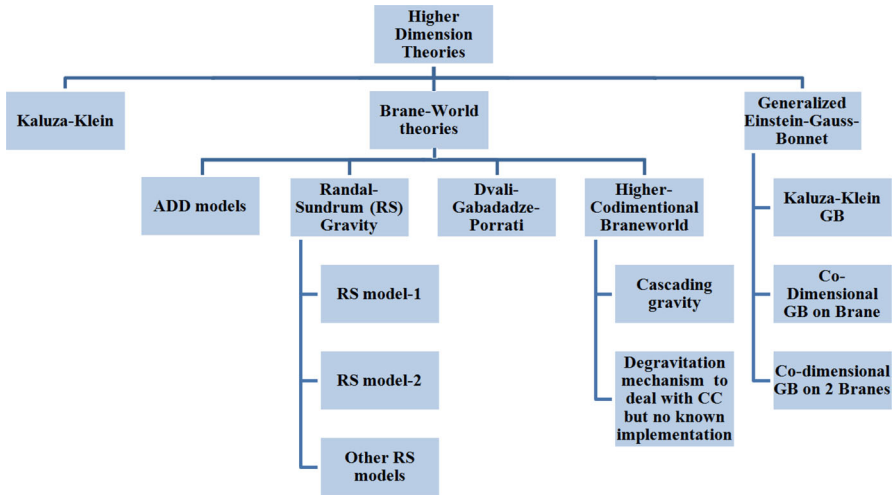 Higher
Dimension
Theories
Kaluza-Klein
Brane-World
theories
Generalized
Einstein-Gauss-
Bonnet
ADD models
Randal-
Sundrum (RS)
Gravity
Dvali-
Gabadadze-
Porrati
Higher-
Codimentional
Braneworld
Kaluza-Klein
GB
RS model-1
Cascading
gravity
Co-
Dimensional
GB on Brane
RS model-2
Degravitation
mechanism to
deal with CC
but no known
implementation
Co-dimensional
GB on 2 Branes
Other RS
models